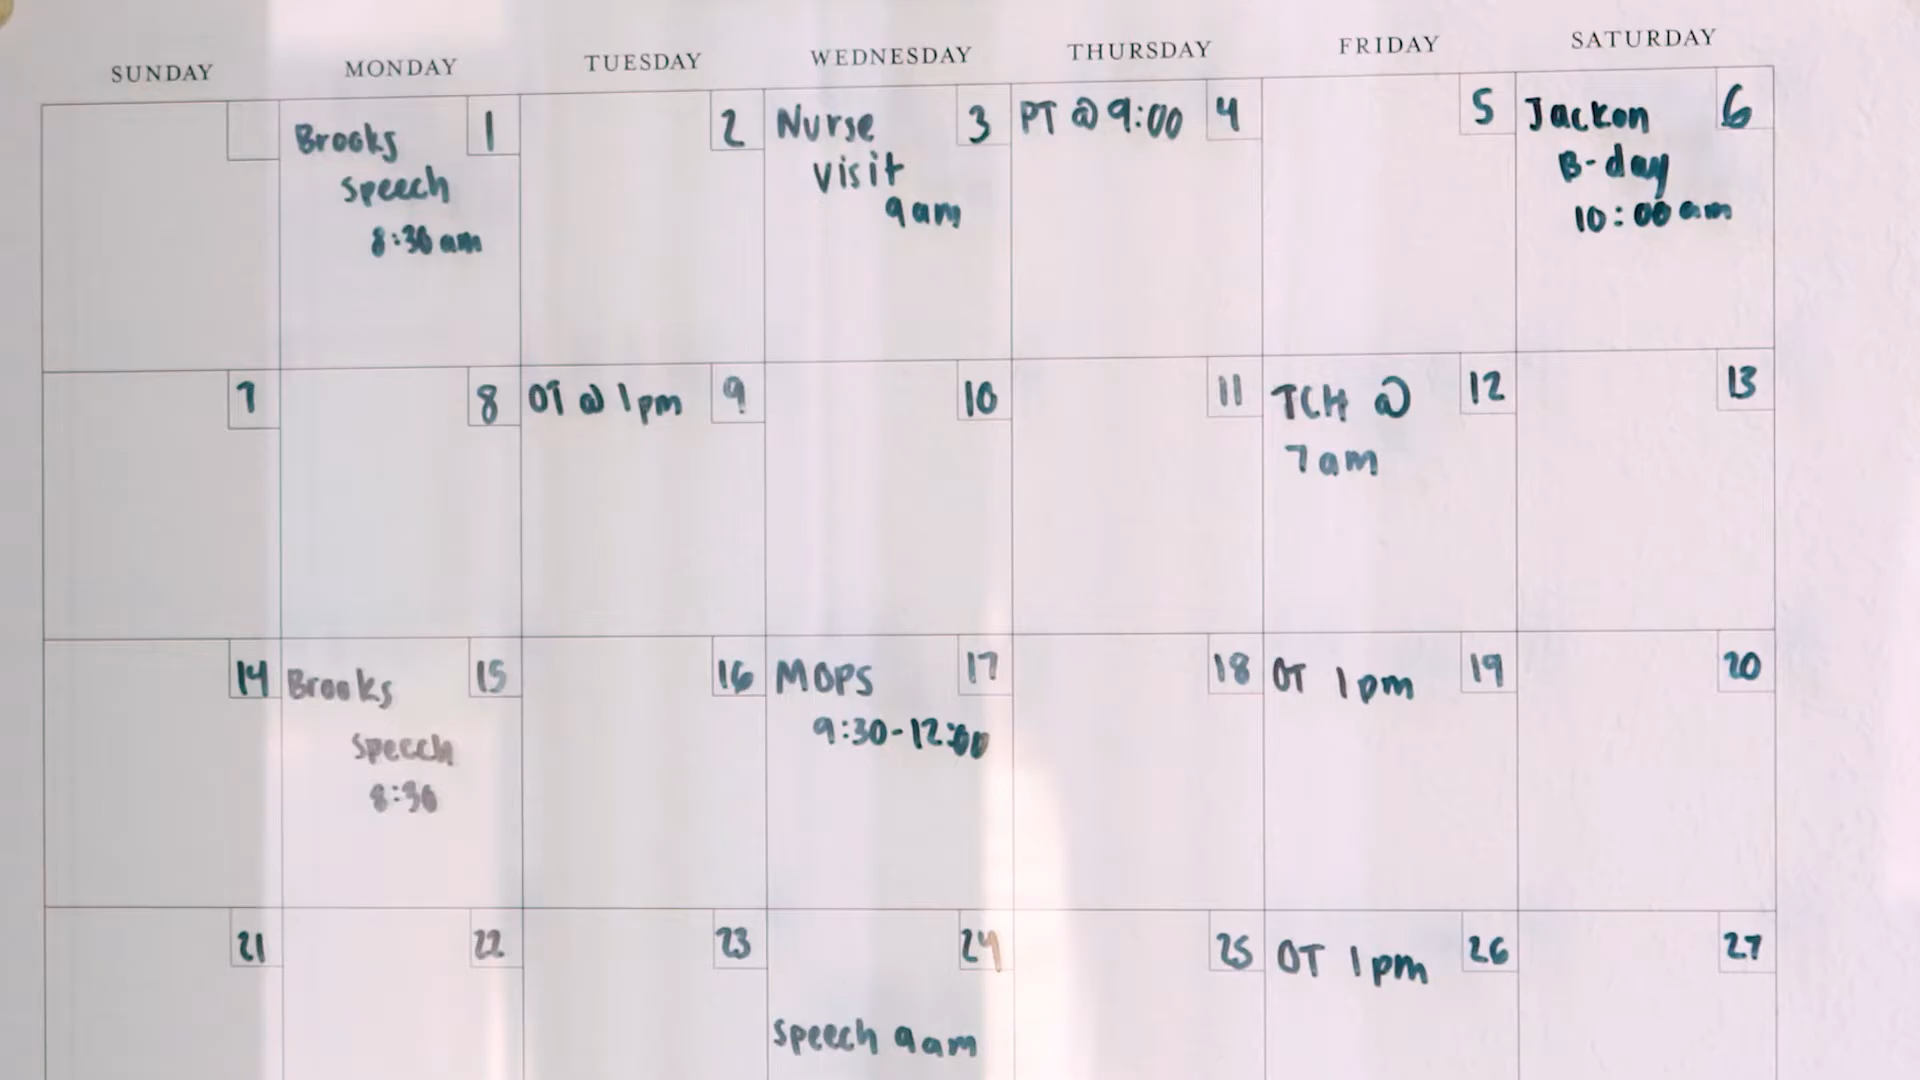 SUNDAY MONDAY TUESDAY WEDNESDAY THURSDAY FRIDAY SATURDAY
1
Brooks
speech
8:30 am
2
3
Nurse
visit
9am
4
PT @ 9:00
5
6
Jackon
B-day
10:00 am
7
8
9
OT @ 1pm
10
11
12
TCH @
7am
13
14
15
Brooks
speech
8:30
16
17
MOPS
9:30-12:00
18
19
OT 1pm
20
21
22
23
24
speech 9am
25
26
OT 1pm
27